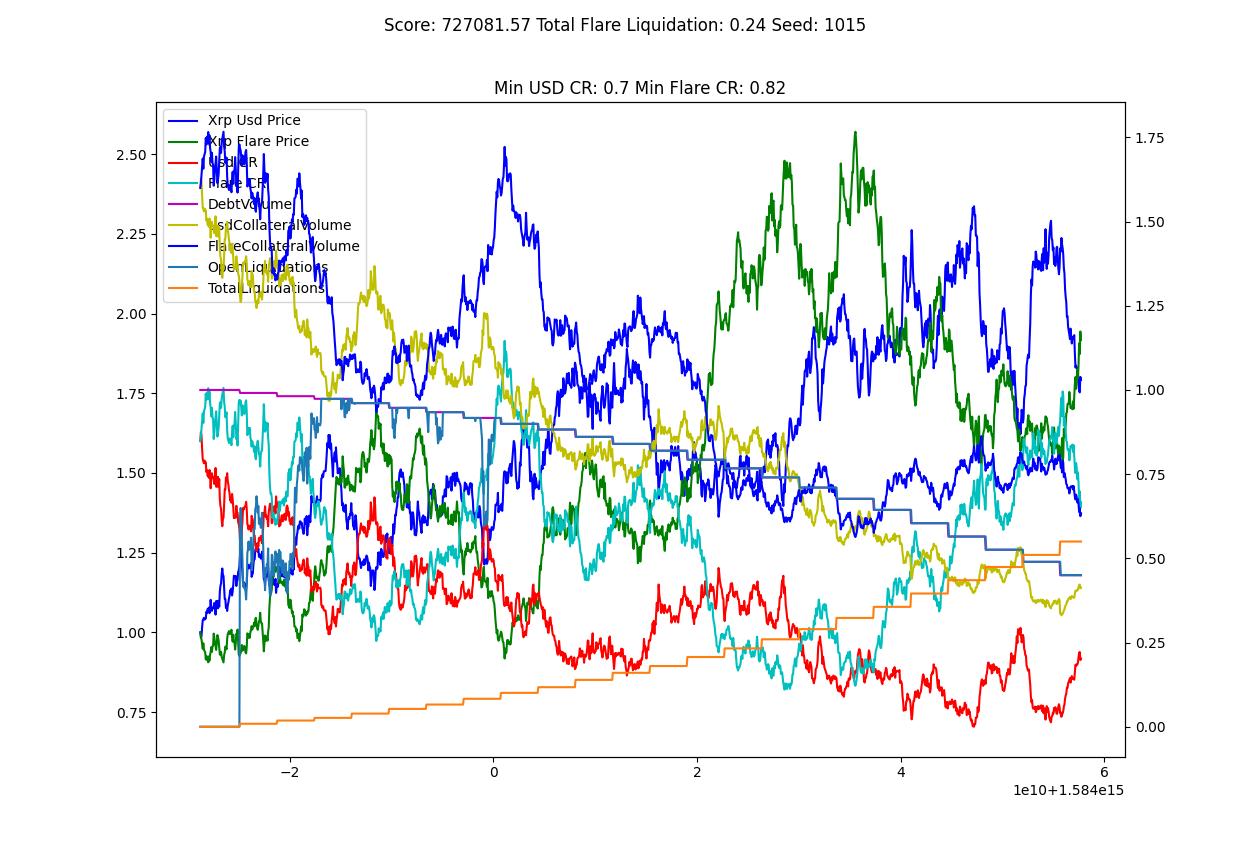 Score: 727081.57 Total Flare Liquidation: 0.24 Seed: 1015
Min USD CR: 0.7 Min Flare CR: 0.82
Xrp Usd Price
Xrp Flare Price
Usd CR
Flare CR
DebtVolume
UsdCollateralVolume
FlareCollateralVolume
OpenLiquidations
TotalLiquidations
2.50
2.25
2.00
1.75
1.50
1.25
1.00
0.75
1.75
1.50
1.25
1.00
0.75
0.50
0.25
0.00
−2
0
2
4
6
1e10+1.584e15